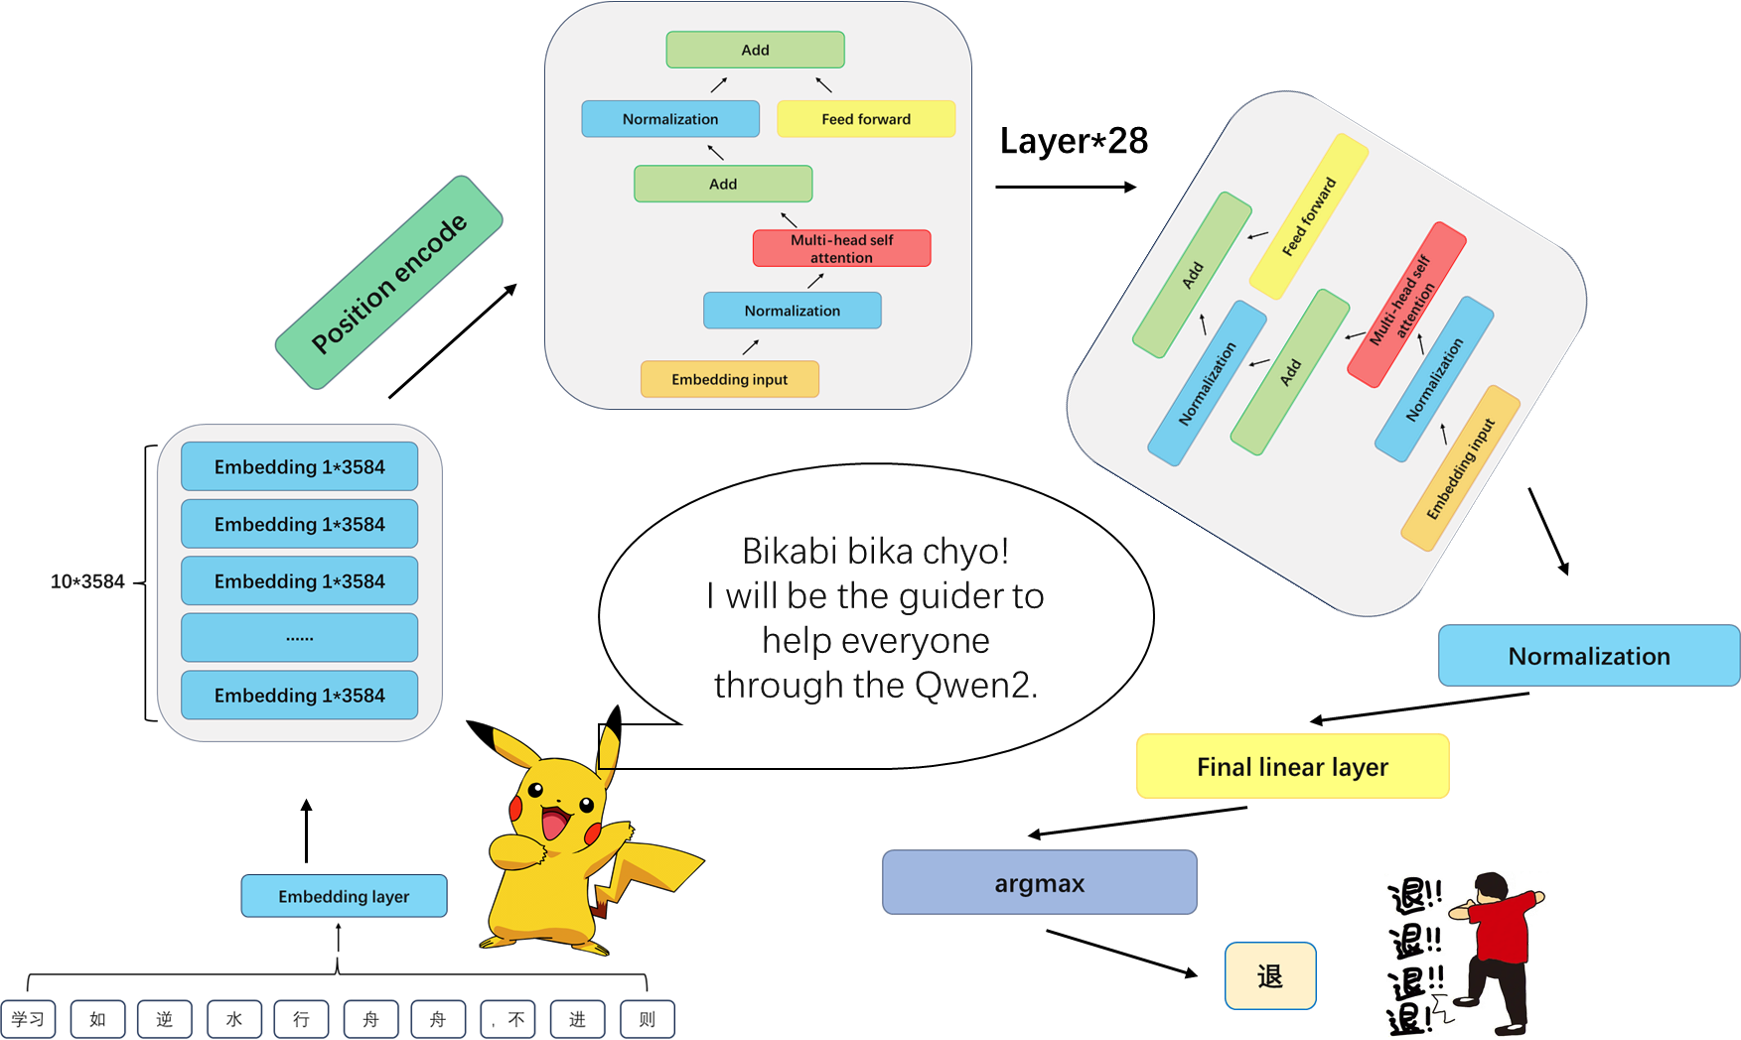 Add
Normalization
Feed forward
Add
Multi-head self
attention
Normalization
Embedding input
Layer*28
Feed forward
Add
Multi-head self
attention
Normalization
Add
Normalization
Embedding input
Position encode
Embedding 1*3584
Embedding 1*3584
Embedding 1*3584
......
Embedding 1*3584
10*3584
Bikabi bika chyo!
I will be the guider to
help everyone
through the Qwen2.
Normalization
Final linear layer
argmax
退
退!!
退!!
退!!
退!
Embedding layer
学习 如 逆 水 行 舟 舟 ，不 进 则